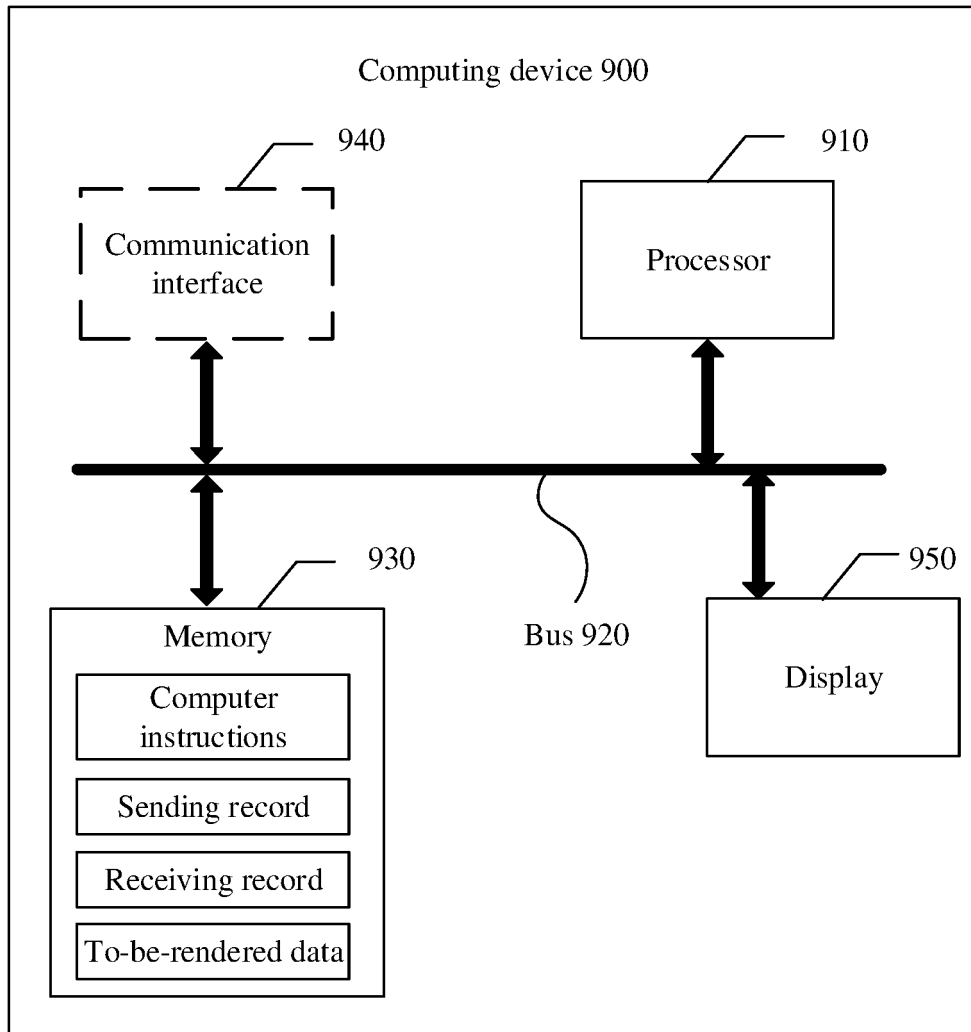 Computing device 900
940
910
Communication
interface
Processor
930
950
Bus 920
Memory
Computer
instructions
Sending record
Receiving record
To-be-rendered data
Display